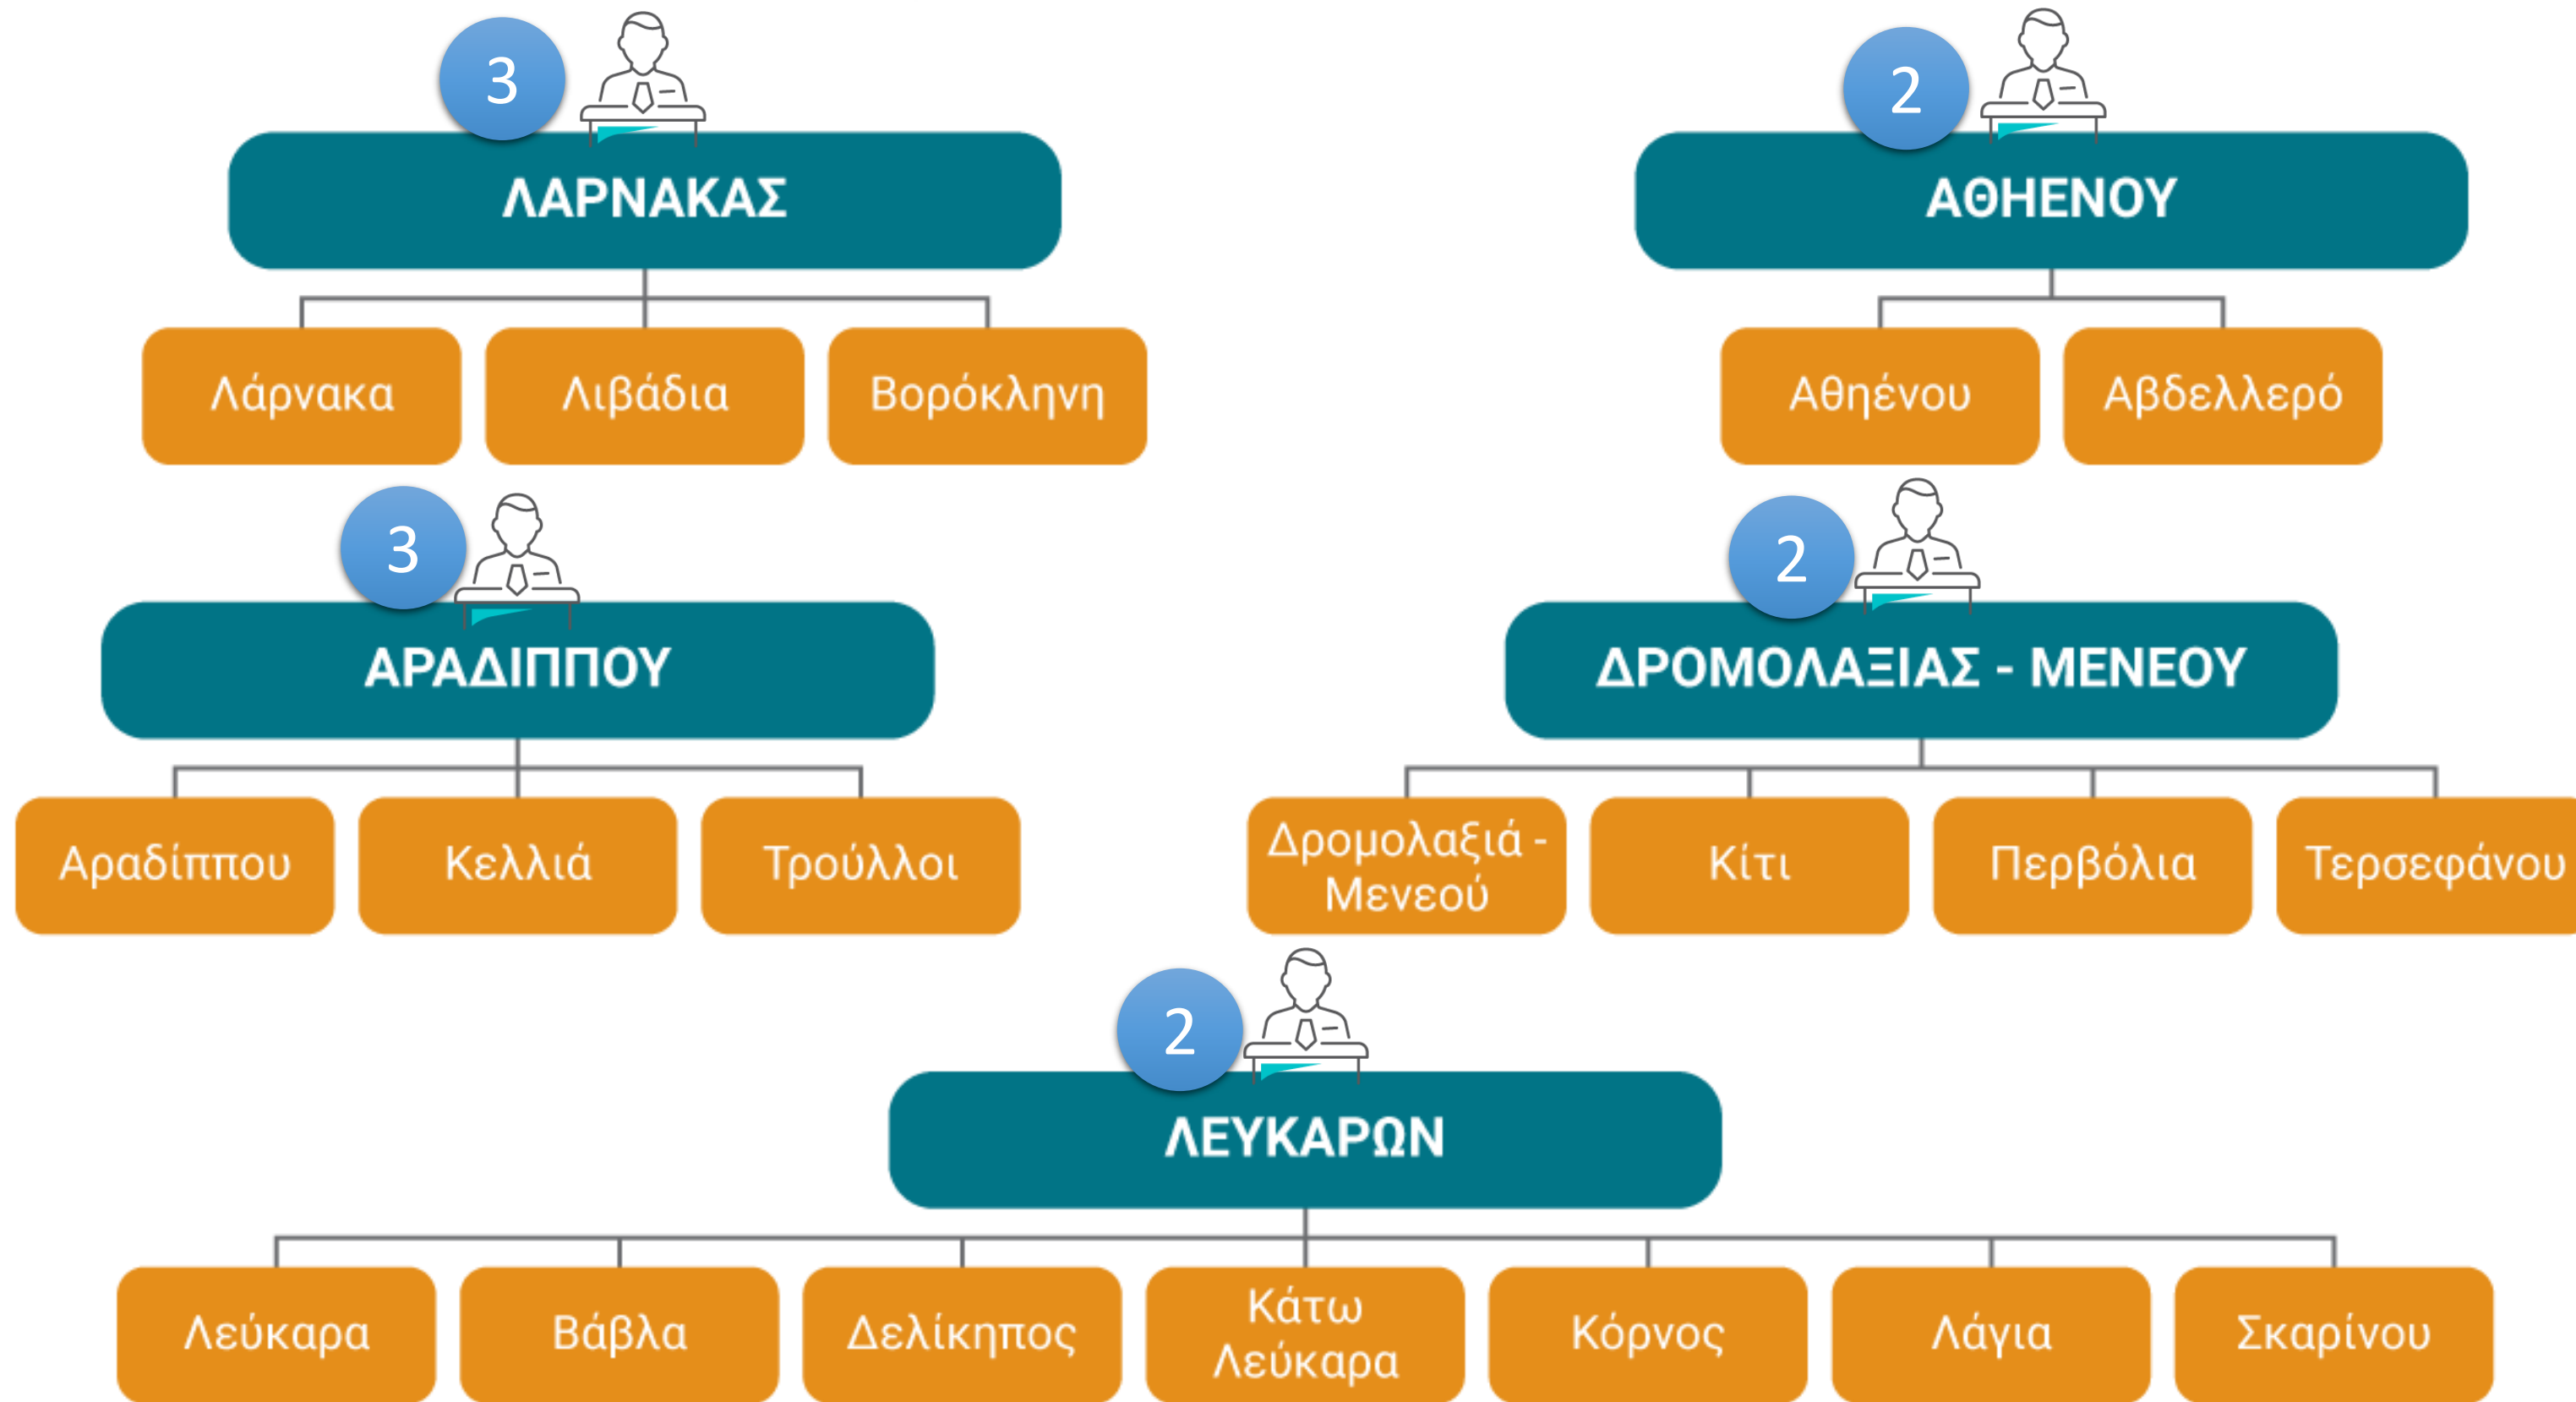 3
ΛΑΡΝΑΚΑΣ
Λάρνακα
Λιβάδια
Βορόκληνη
2
ΑΘΗΕΝΟΥ
Αθηένου
Αβδελλερό
3
ΑΡΑΔΙΠΠΟΥ
Αραδίππου
Κελλιά
Τρούλλοι
2
ΔΡΟΜΟΛΑΞΙΑΣ - ΜΕΝΕΟΥ
Δρομολαξιά -
Μενεού
Κίτι
Περβόλια
Τερσεφάνου
2
ΛΕΥΚΑΡΩΝ
Λεύκαρα
Βάβλα
Δελίκηπος
Κάτω
Λεύκαρα
Κόρνος
Λάγια
Σκαρίνου